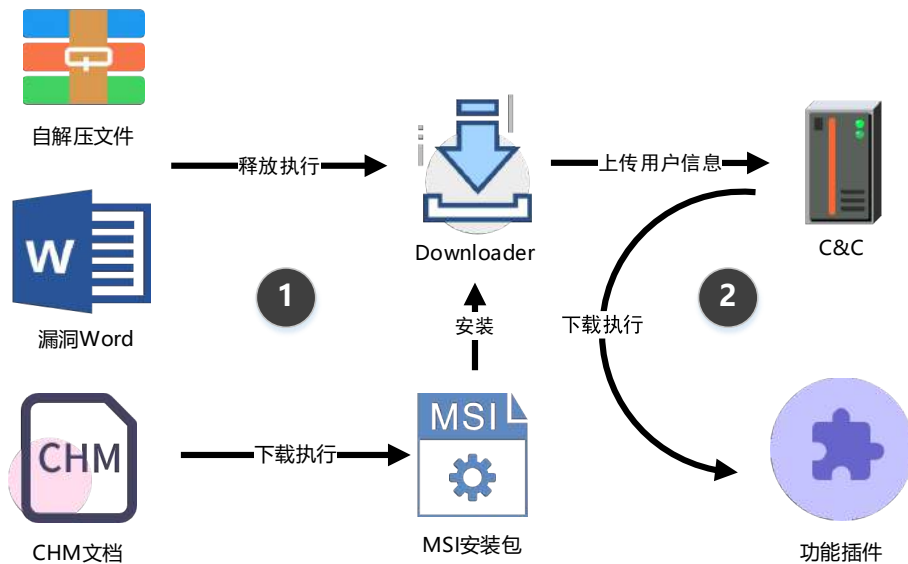 自解压文件
释放执行
上传用户信息
W
漏洞Word
Downloader
C&C
1
2
安装
下载执行
CHM
下载执行
MSI
CHM文档
MSI安装包
功能插件